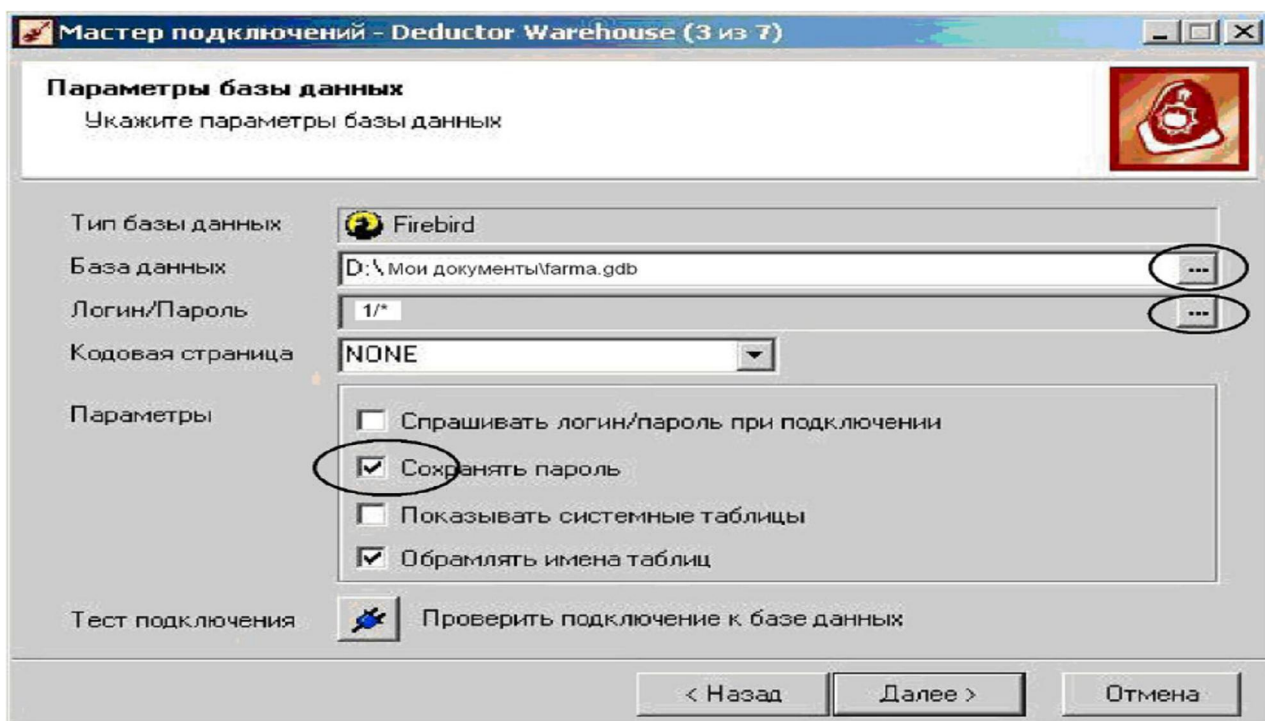 Мастер подключений - Deductor Warehouse (3 из 7)
Параметры базы данных
Укажите параметры базы данных
Тип базы данных Firebird
База данных D:\ Мои документы\farma.gdb ...
Логин/Пароль 1/* ...
Кодовая страница NONE
Параметры
Спрашивать логин/пароль при подключении
Сохранять пароль
Показывать системные таблицы
Обрамлять имена таблиц
Тест подключения Проверить подключение к базе данных
< Назад Далее > Отмена